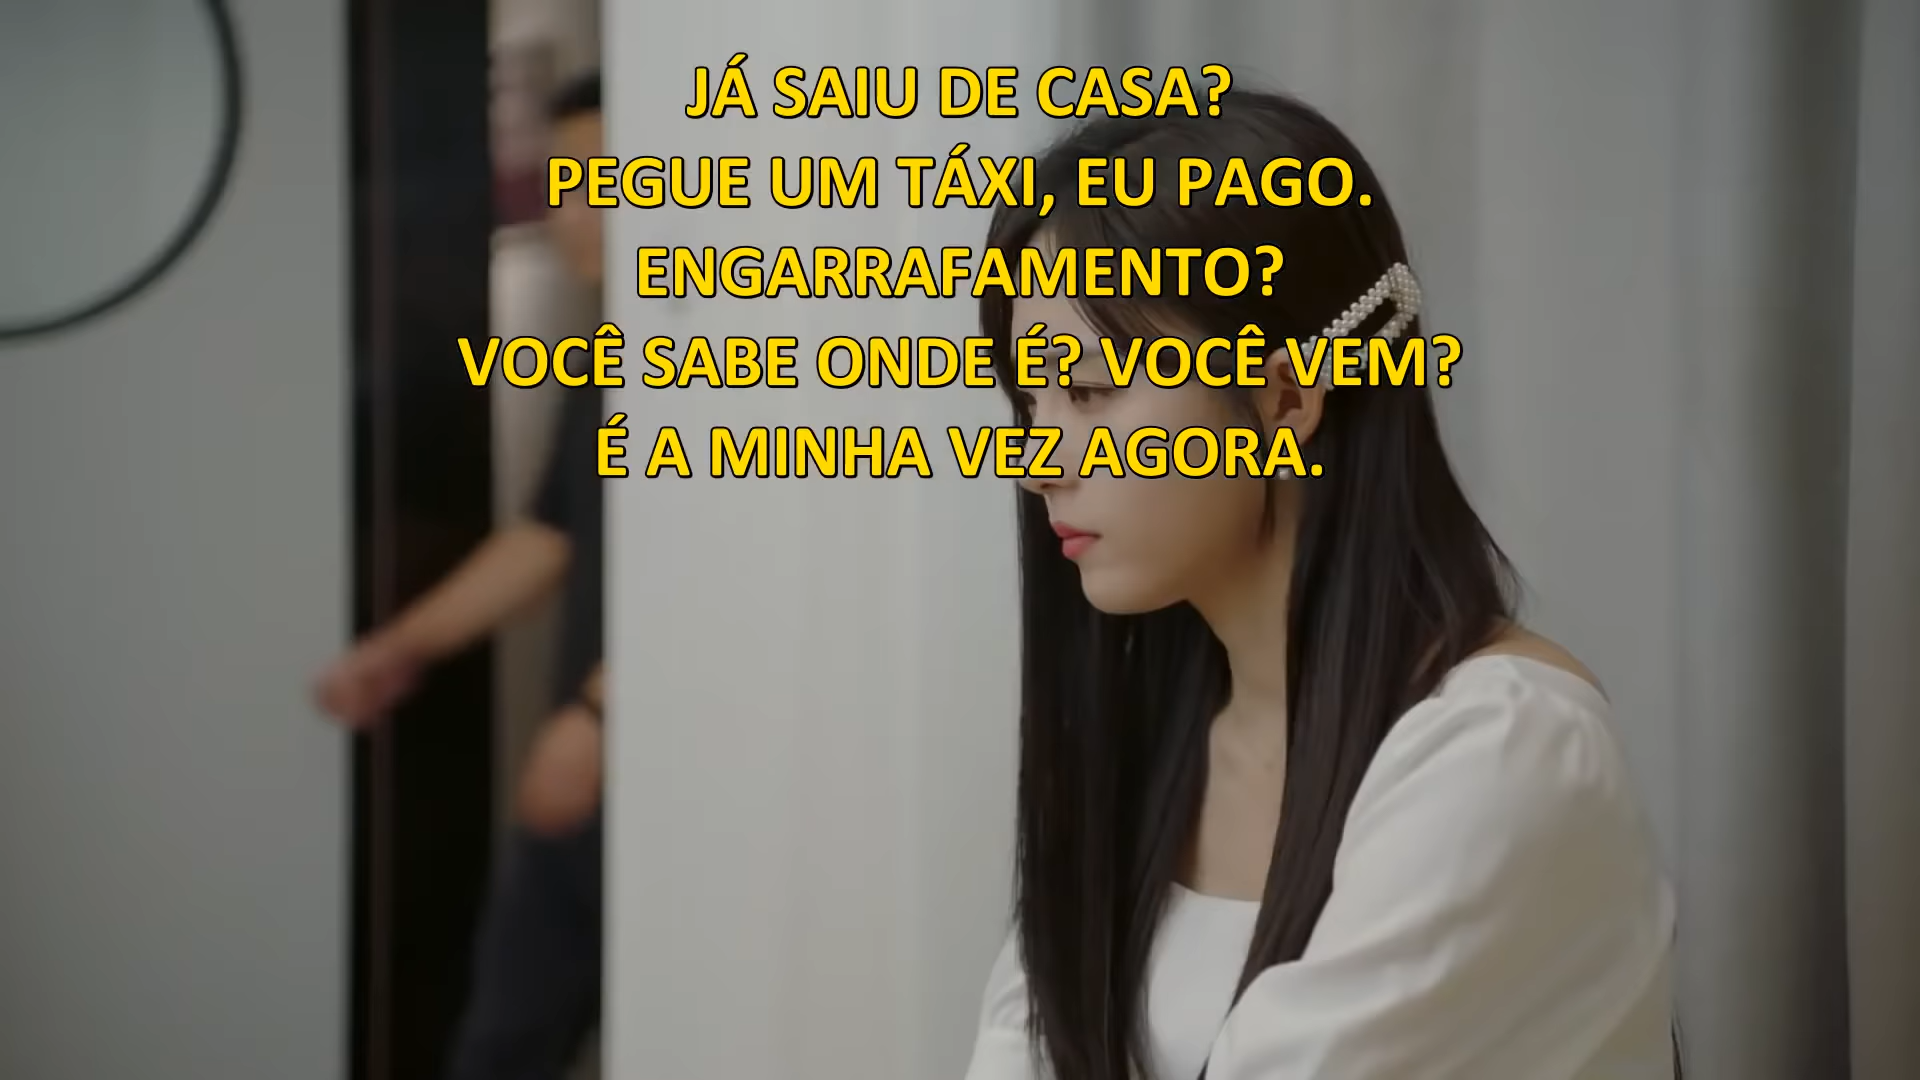 JÁ SAIU DE CASA?
PEGUE UM TÁXI, EU PAGO.
ENGARRAFAMENTO?
VOCÊ SABE ONDE É? VOCÊ VEM?
É A MINHA VEZ AGORA.